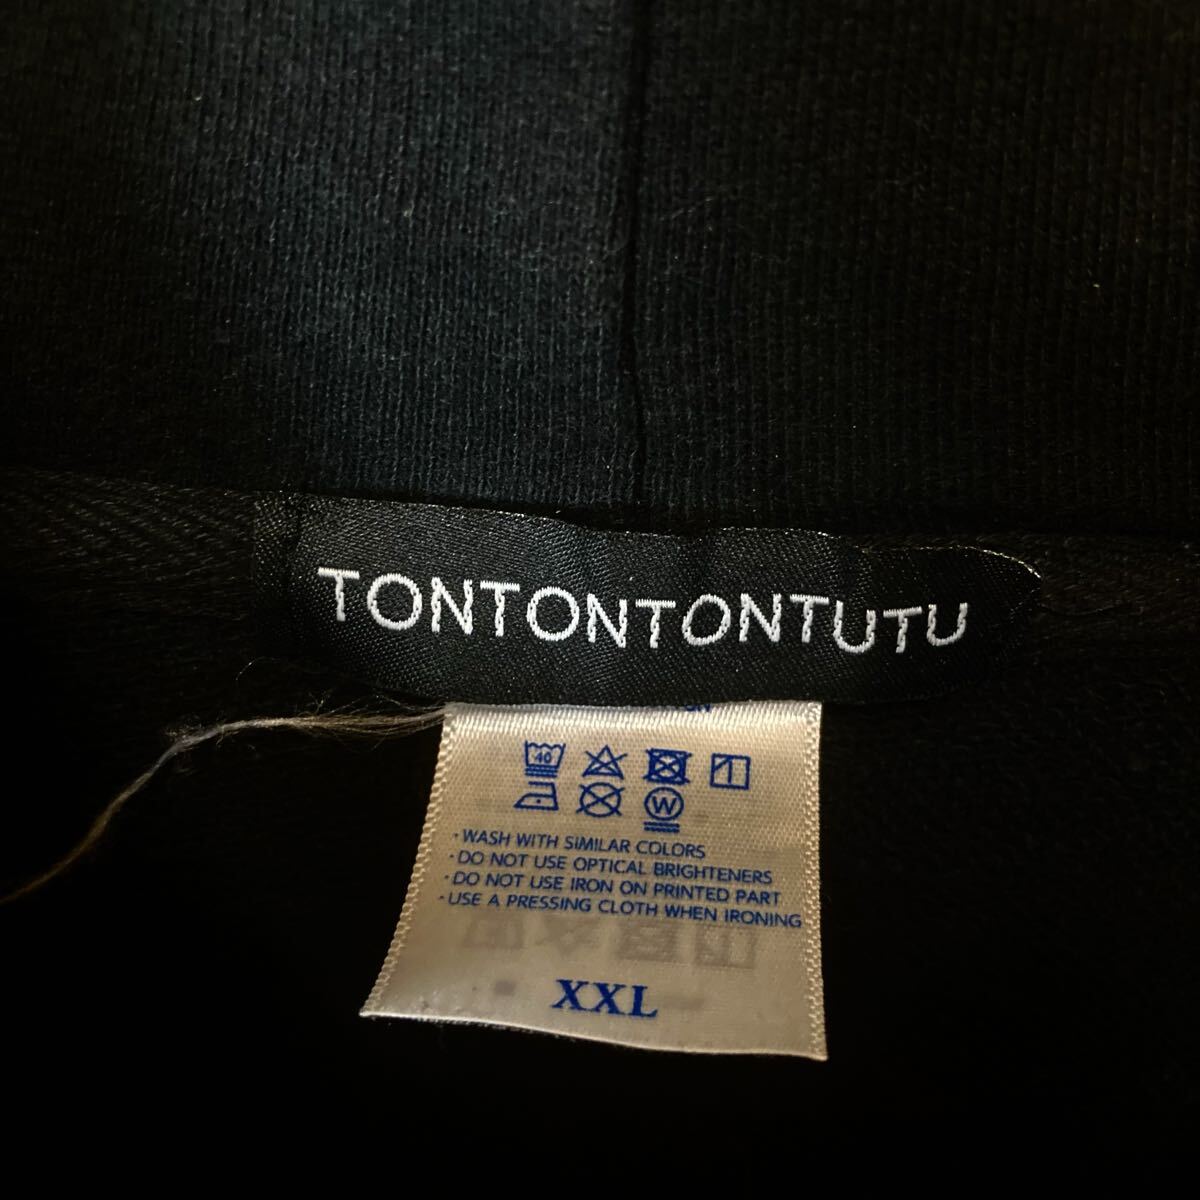 TONTONTONTUTU
40
W
· WASH WITH SIMILAR COLORS
· DO NOT USE OPTICAL BRIGHTENERS
· DO NOT USE IRON ON PRINTED PART
· USE A PRESSING CLOTH WHEN IRONING
XXL